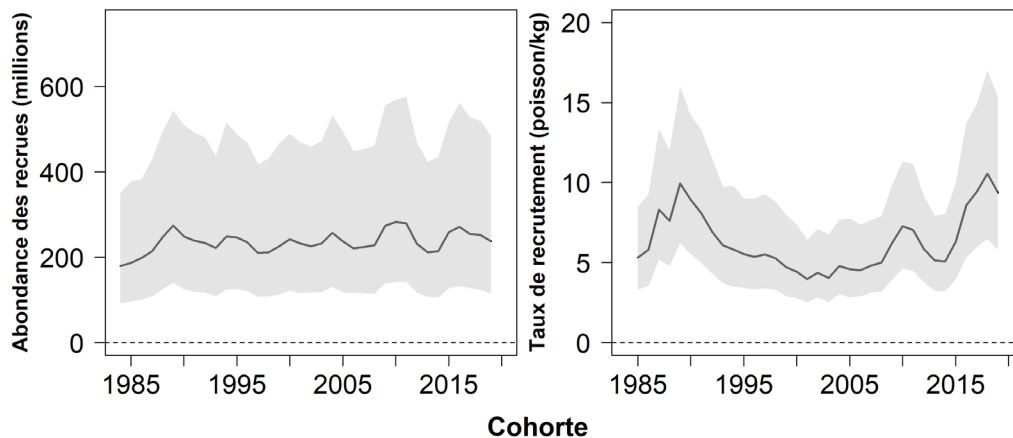 Abondance des recrues (millions)
600
400
200
0
1985 1995 2005 2015
Taux de recrutement (poisson/kg)
20
15
10
5
0
1985 1995 2005 2015
Cohorte